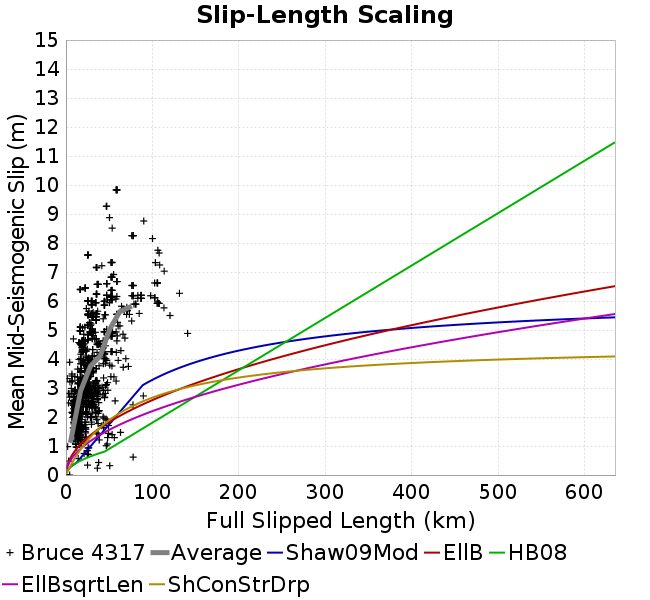 Slip-Length Scaling
15
14
13
12
11
10
9
8
7
6
5
4
3
2
1
0
Mean Mid-Seismogenic Slip (m)
0 100 200 300 400 500 600
Full Slipped Length (km)
Bruce 4317 Average Shaw09Mod EllB HB08
EllBsqrtLen ShConStrDrp